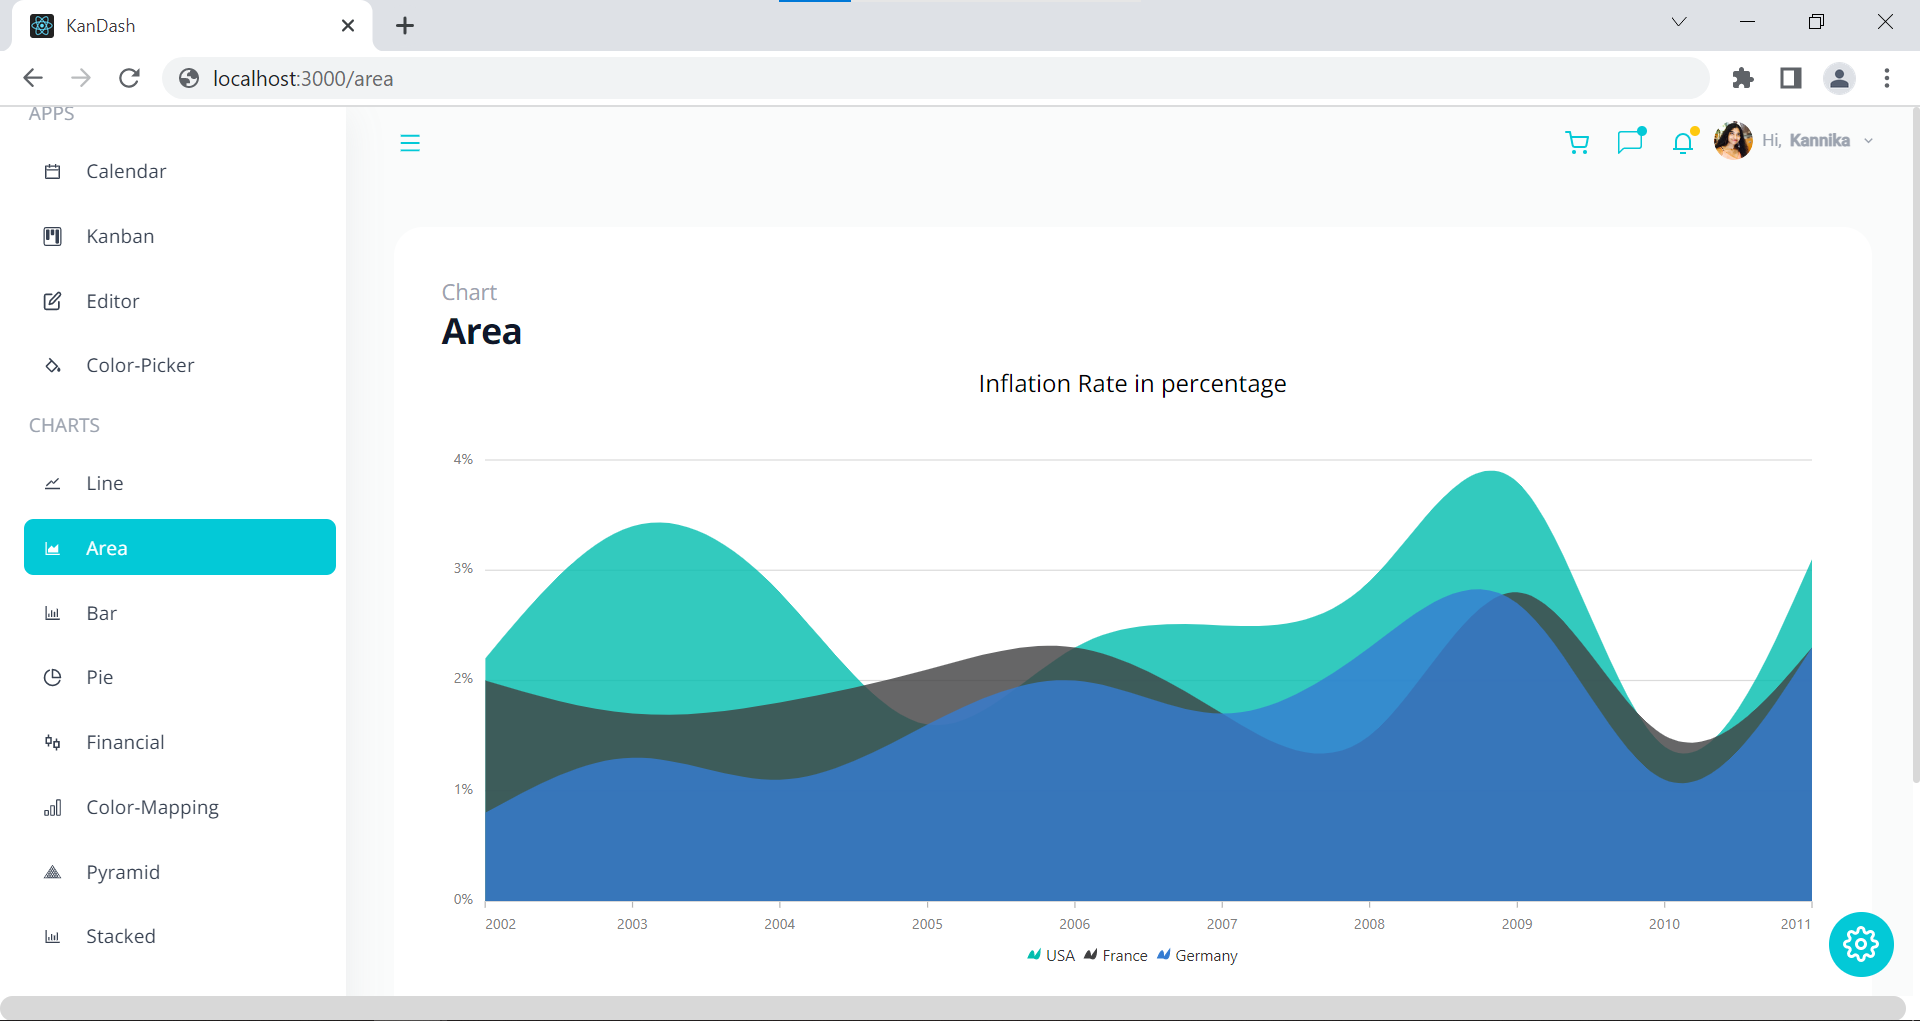 KanDash
localhost:3000/area
APPS
Calendar
Kanban
Editor
Color-Picker
CHARTS
Line
Area
Bar
Pie
Financial
Color-Mapping
Pyramid
Stacked
Hi, Kannika
Chart
Area
Inflation Rate in percentage
4%
3%
2%
1%
0%
2002 2003 2004 2005 2006 2007 2008 2009 2010 2011
USA France Germany